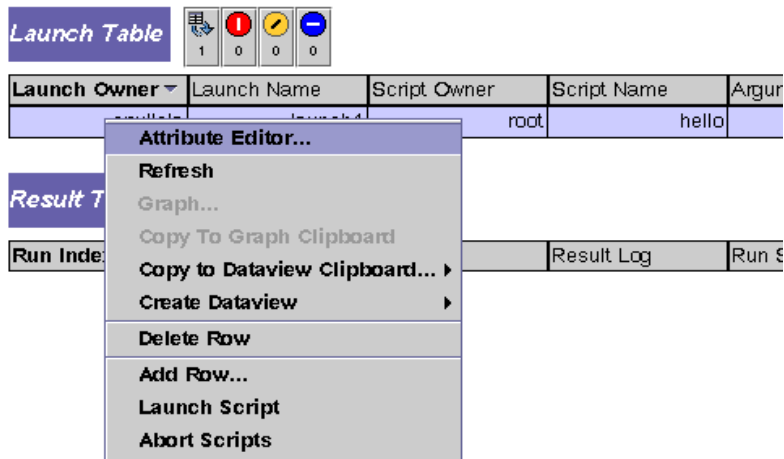 Launch Table
1 0 0 0
Launch Owner Launch Name Script Owner Script Name
root hello
Attribute Editor...
Refresh
Result T
Graph...
Copy To Graph Clipboard
Run Index Result Log Run S
Copy to Dataview Clipboard...
Create Dataview
Delete Row
Add Row...
Launch Script
Abort Scripts